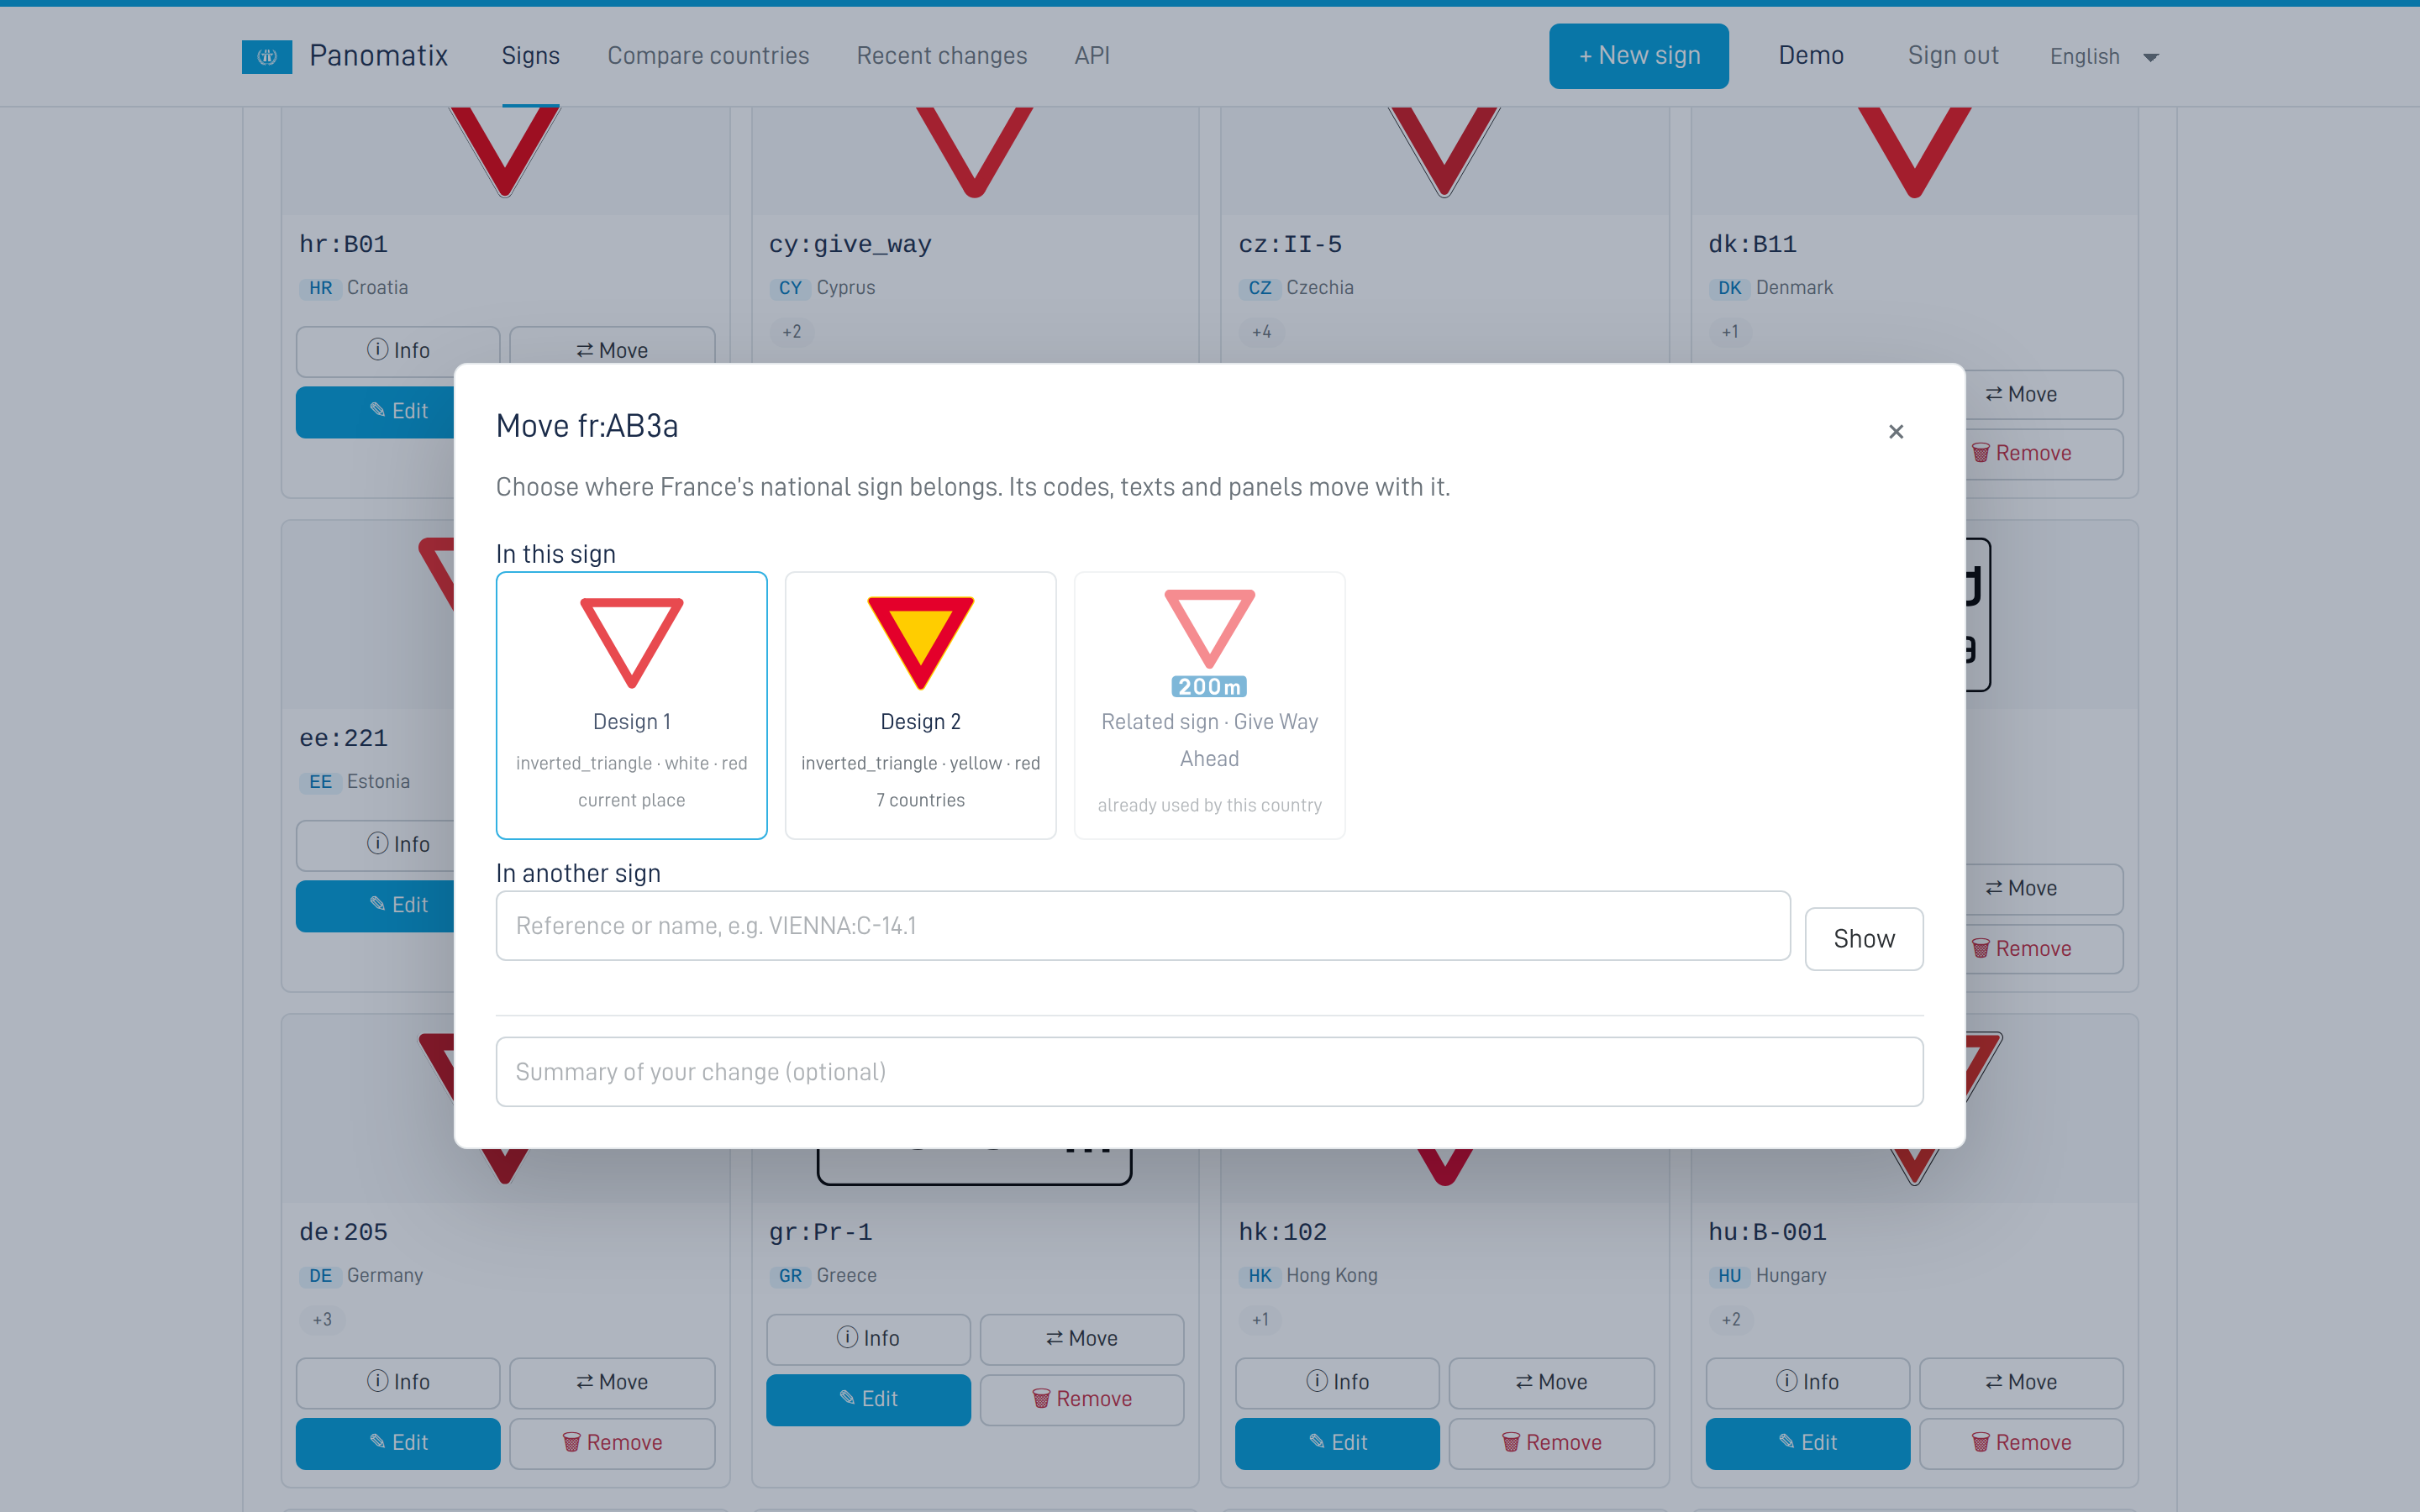 Panomatix
Signs
Compare countries
Recent changes
API
+ New sign
Demo
Sign out
English
hr:B01
HR Croatia
Info
Move
Edit
cy:give_way
CY Cyprus
+2
cz:II-5
CZ Czechia
+4
dk:B11
DK Denmark
+1
Move
Remove
Move fr:AB3a
×
Choose where France's national sign belongs. Its codes, texts and panels move with it.
In this sign
Design 1
inverted_triangle · white · red
current place
Design 2
inverted_triangle · yellow · red
7 countries
200m
Related sign · Give Way
Ahead
already used by this country
In another sign
Reference or name, e.g. VIENNA:C-14.1
Show
Summary of your change (optional)
ee:221
EE Estonia
Info
Edit
Move
Remove
de:205
DE Germany
+3
Info
Move
Edit
Remove
gr:Pr-1
GR Greece
Info
Move
Edit
Remove
hk:102
HK Hong Kong
+1
Info
Move
Edit
Remove
hu:B-001
HU Hungary
+2
Info
Move
Edit
Remove